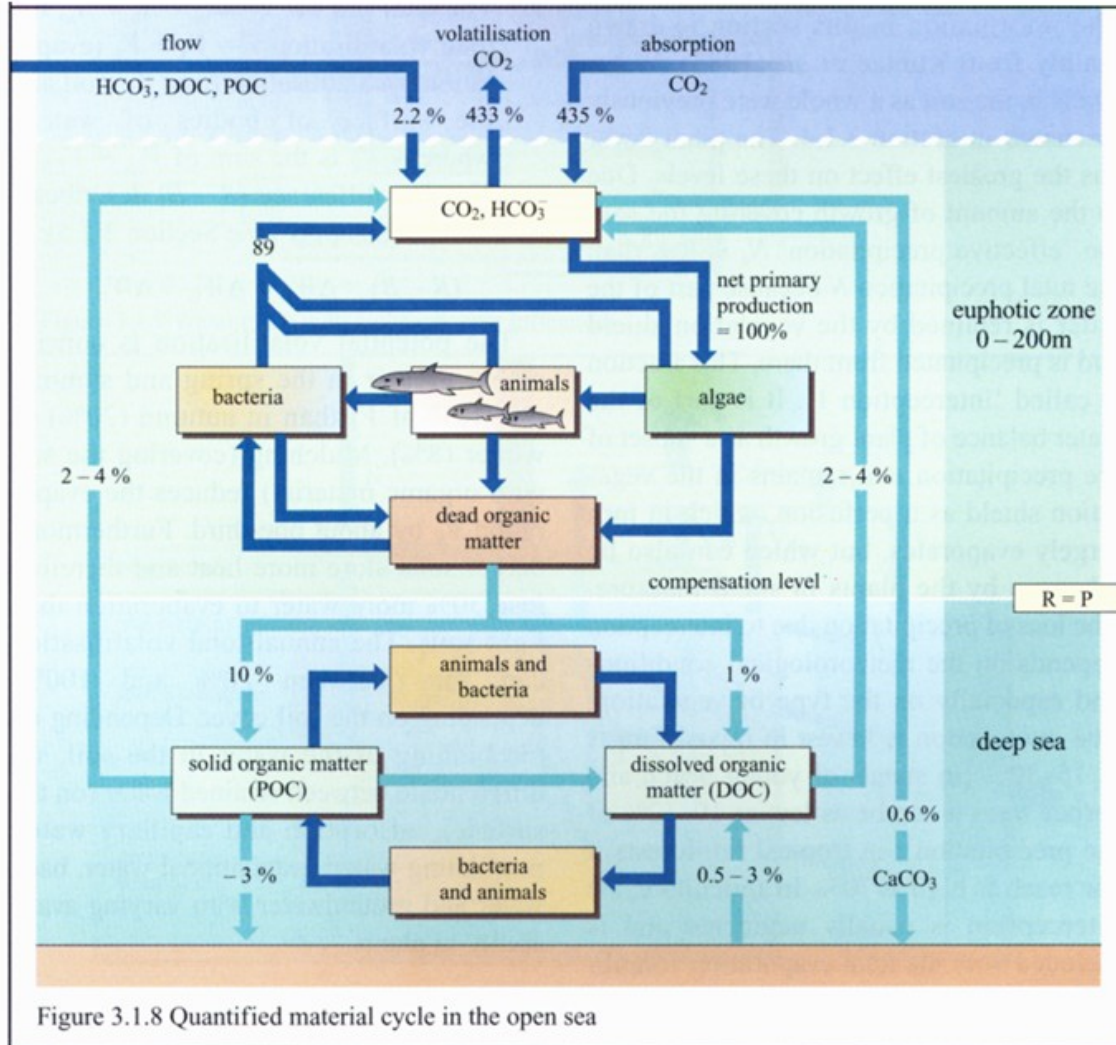 flow
volatilisation
CO₂
absorption
CO₂
HCO₃⁻, DOC, POC
2.2 %
433 %
435 %
CO₂, HCO₃⁻
89
net primary
production
= 100%
euphotic zone
0 – 200m
bacteria
animals
algae
2 – 4 %
2 – 4 %
dead organic
matter
compensation level
R = P
10 %
animals and
bacteria
1 %
deep sea
solid organic matter
(POC)
dissolved organic
matter (DOC)
0.6 %
CaCO₃
– 3 %
bacteria
and animals
0.5 – 3 %
Figure 3.1.8 Quantified material cycle in the open sea